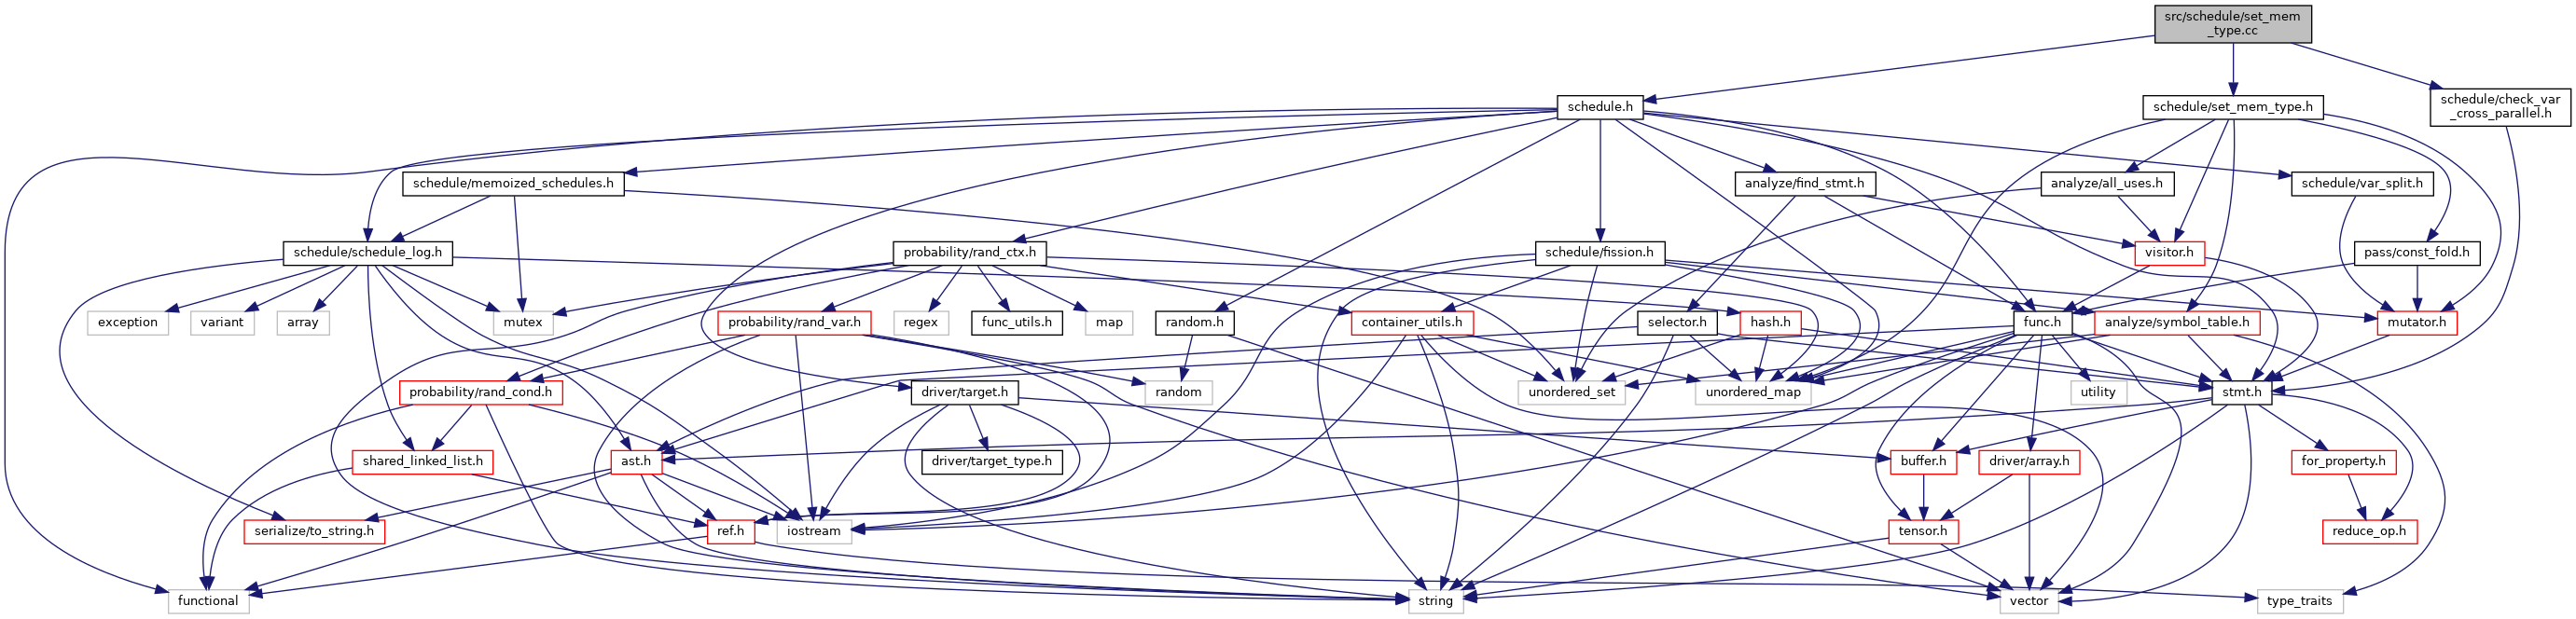 src/schedule/set_mem
_type.cc
schedule.h
schedule/set_mem_type.h
schedule/check_var
_cross_parallel.h
schedule/memoized_schedules.h
analyze/find_stmt.h
analyze/all_uses.h
schedule/var_split.h
schedule/schedule_log.h
probability/rand_ctx.h
schedule/fission.h
visitor.h
pass/const_fold.h
exception
variant
array
mutex
probability/rand_var.h
regex
func_utils.h
map
random.h
container_utils.h
selector.h
hash.h
func.h
analyze/symbol_table.h
mutator.h
probability/rand_cond.h
driver/target.h
random
unordered_set
unordered_map
utility
stmt.h
shared_linked_list.h
ast.h
driver/target_type.h
buffer.h
driver/array.h
for_property.h
serialize/to_string.h
ref.h
iostream
tensor.h
reduce_op.h
functional
string
vector
type_traits